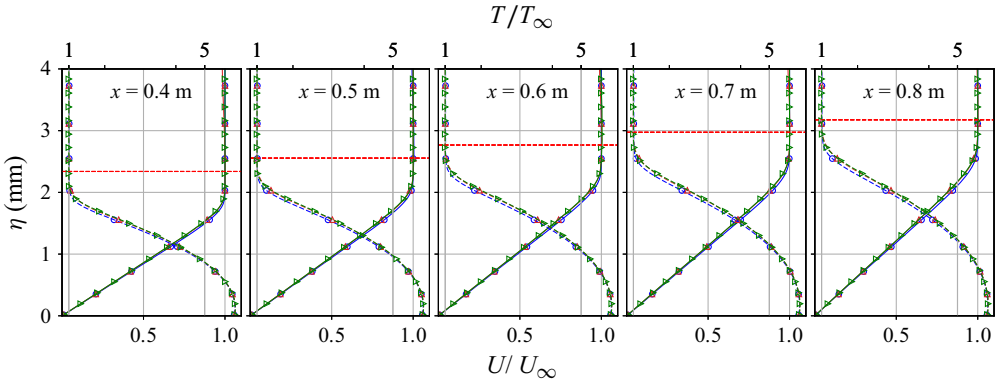 T/T∞
1 5 1 5 1 5 1 5 1 5
4
x = 0.4 m x = 0.5 m x = 0.6 m x = 0.7 m x = 0.8 m
3
η (mm)
2
1
0
0.5 1.0 0.5 1.0 0.5 1.0 0.5 1.0 0.5 1.0
U/ U∞